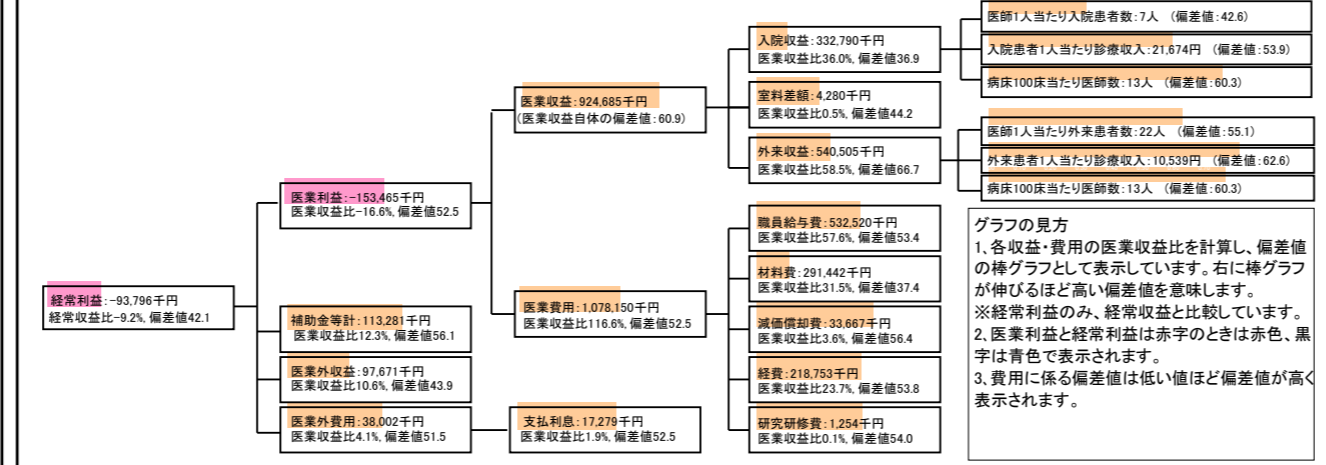 経常利益:-93,796千円
経常収益比-9.2%, 偏差値42.1
医業利益:-153,465千円
医業収益比-16.6%, 偏差値52.5
補助金等計:113,281千円
医業収益比12.3%, 偏差値56.1
医業外収益:97,671千円
医業収益比10.6%, 偏差値43.9
医業外費用:38,002千円
医業収益比4.1%, 偏差値51.5
支払利息:17,279千円
医業収益比1.9%, 偏差値52.5
医業収益:924,685千円
(医業収益自体の偏差値:60.9)
医業費用:1,078,150千円
医業収益比116.6%, 偏差値52.5
入院収益:332,790千円
医業収益比36.0%, 偏差値36.9
室料差額:4,280千円
医業収益比0.5%, 偏差値44.2
外来収益:540,505千円
医業収益比58.5%, 偏差値66.7
職員給与費:532,520千円
医業収益比57.6%, 偏差値53.4
材料費:291,442千円
医業収益比31.5%, 偏差値37.4
減価償却費:33,667千円
医業収益比3.6%, 偏差値56.4
経費:218,753千円
医業収益比23.7%, 偏差値53.8
研究研修費:1,254千円
医業収益比0.1%, 偏差値54.0
医師1人当たり入院患者数:7人 (偏差値:42.6)
入院患者1人当たり診療収入:21,674円 (偏差値:53.9)
病床100床当たり医師数:13人 (偏差値:60.3)
医師1人当たり外来患者数:22人 (偏差値:55.1)
外来患者1人当たり診療収入:10,539円 (偏差値:62.6)
病床100床当たり医師数:13人 (偏差値:60.3)
グラフの見方
1、各収益・費用の医業収益比を計算し、偏差値
の棒グラフとして表示しています。右に棒グラフ
が伸びるほど高い偏差値を意味します。
※経常利益のみ、経常収益と比較しています。
2、医業利益と経常利益は赤字のときは赤色、黒
字は青色で表示されます。
3、費用に係る偏差値は低い値ほど偏差値が高く
表示されます。